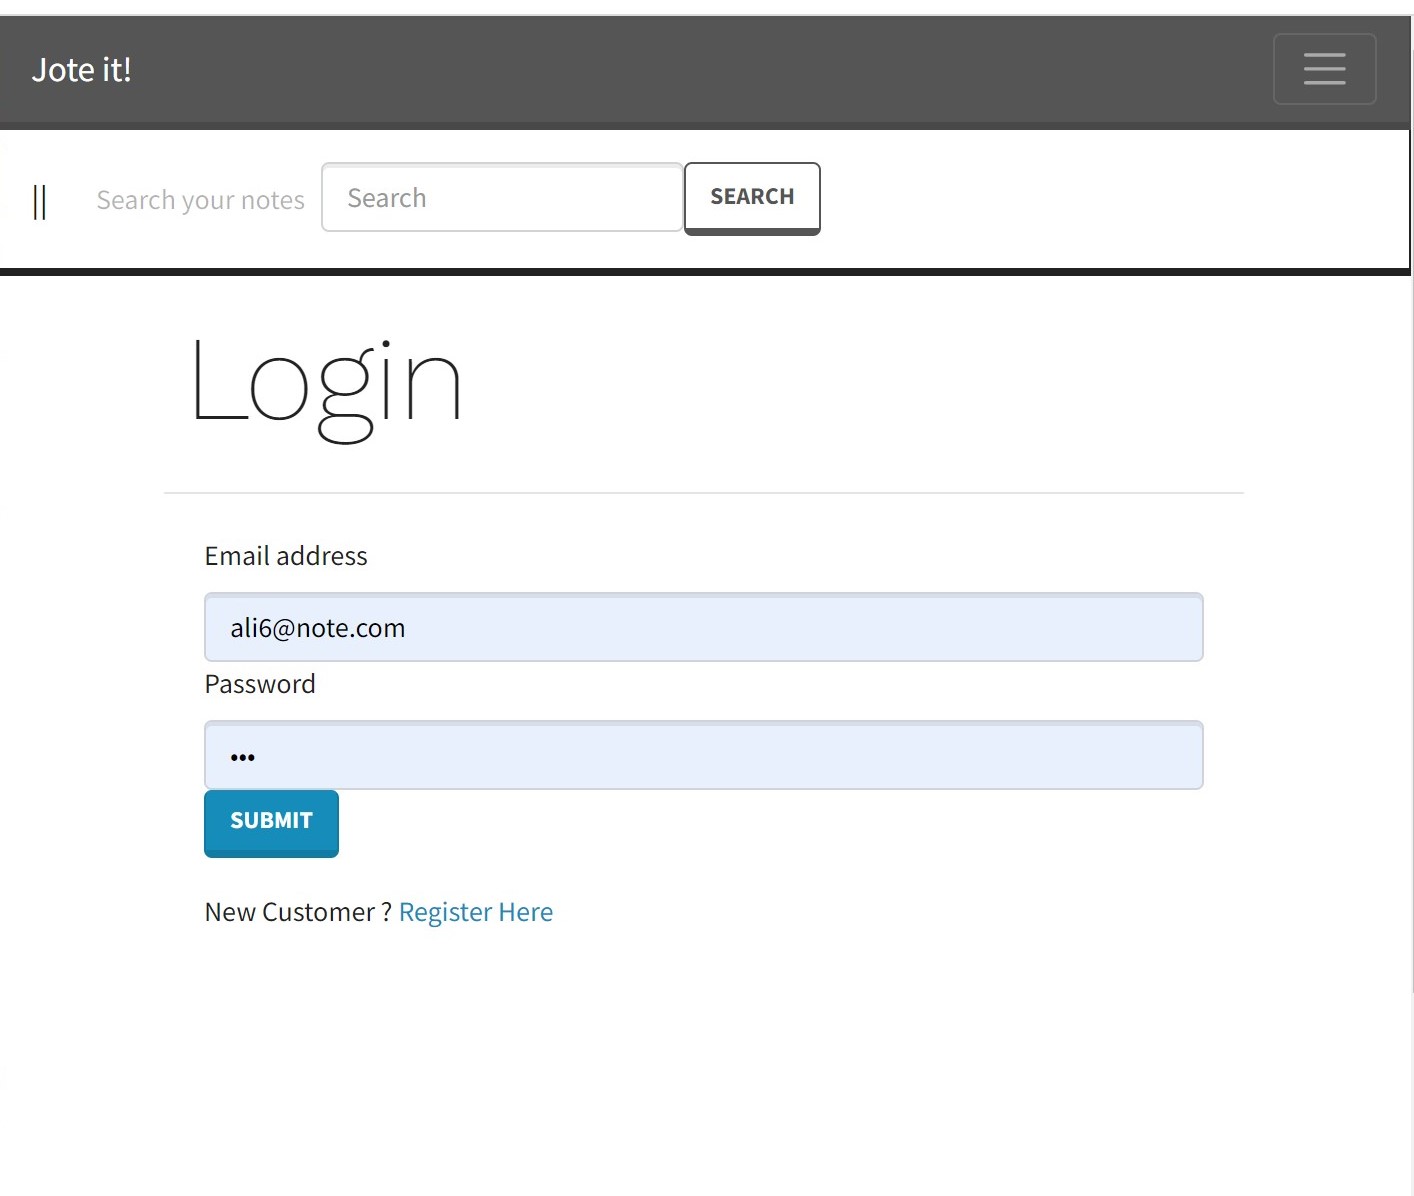 Jote it!
|| Search your notes Search SEARCH
Login
Email address
ali6@note.com
Password
•••
SUBMIT
New Customer ? Register Here